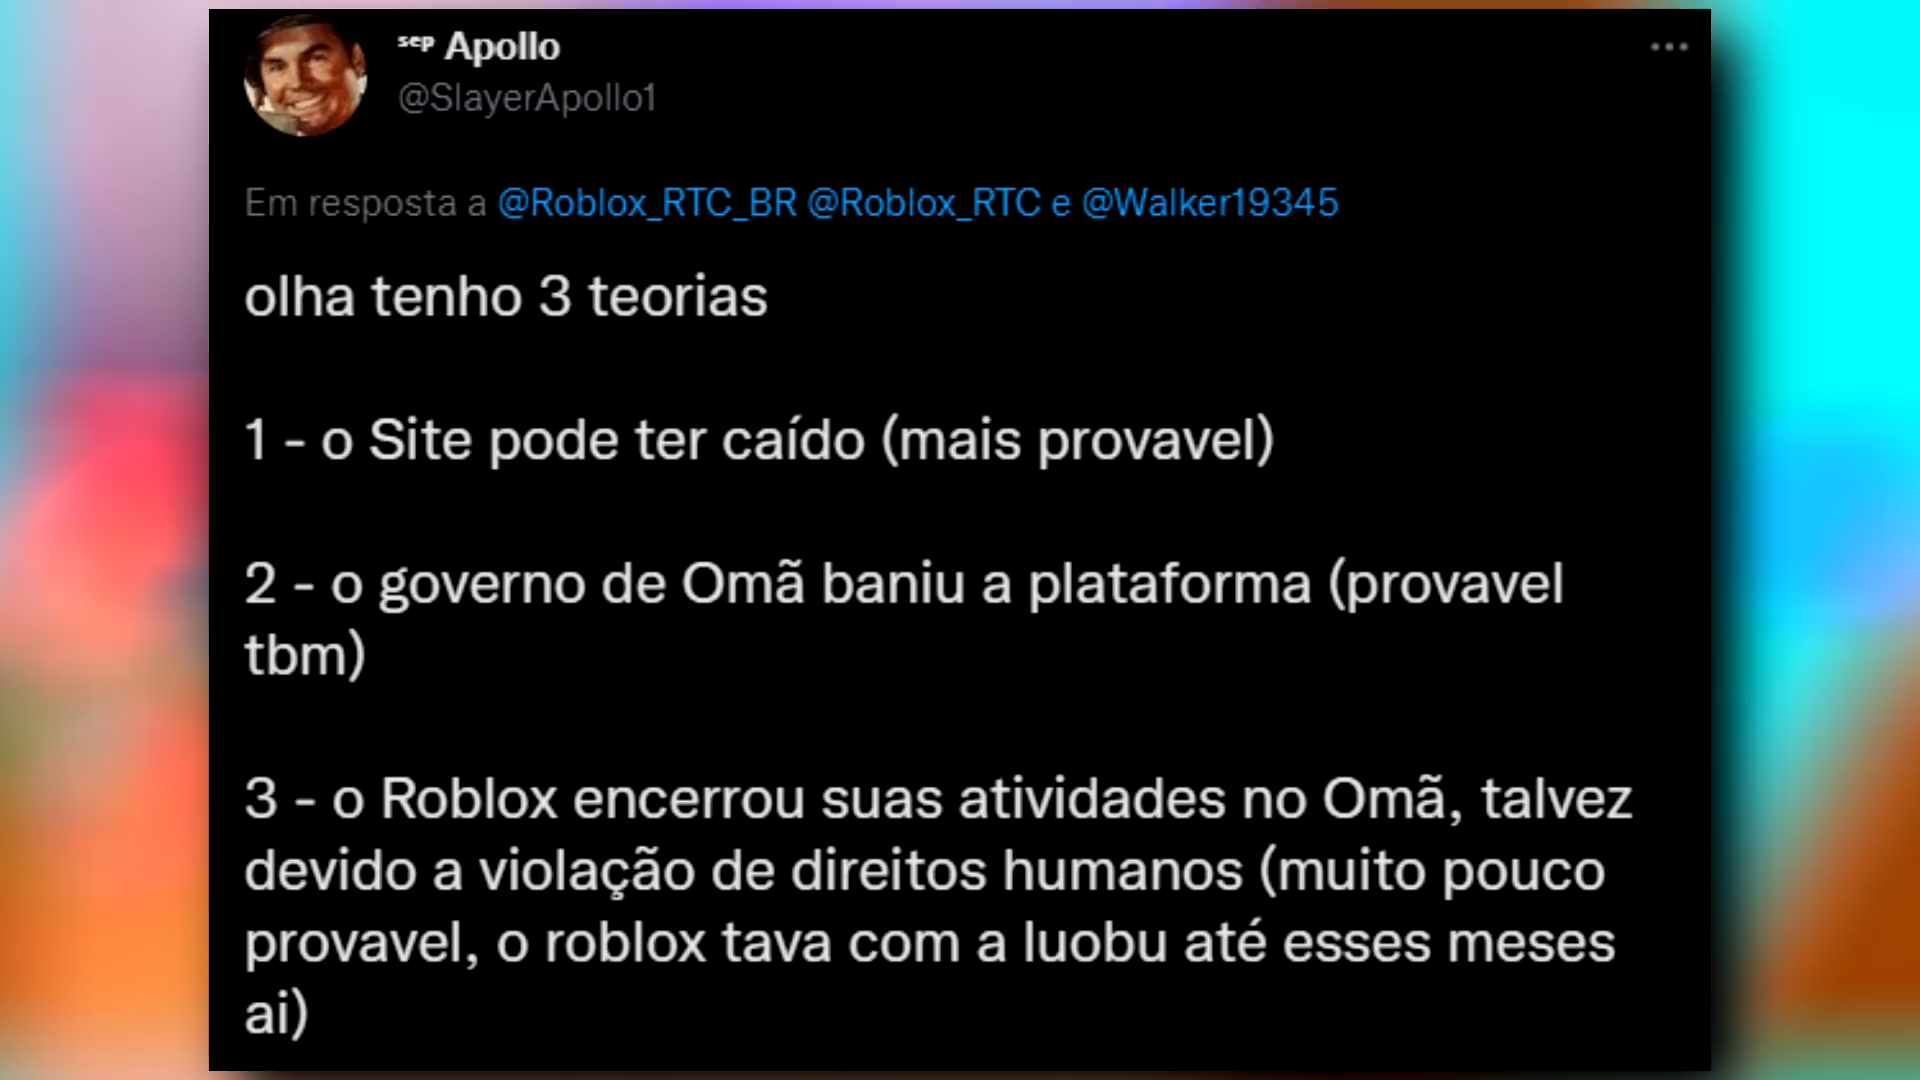 ˢᵉᵖ Apollo
@SlayerApollo1
Em resposta a @Roblox_RTC_BR @Roblox_RTC e @Walker19345
olha tenho 3 teorias
1 - o Site pode ter caído (mais provavel)
2 - o governo de Omã baniu a plataforma (provavel
tbm)
3 - o Roblox encerrou suas atividades no Omã, talvez
devido a violação de direitos humanos (muito pouco
provavel, o roblox tava com a luobu até esses meses
ai)